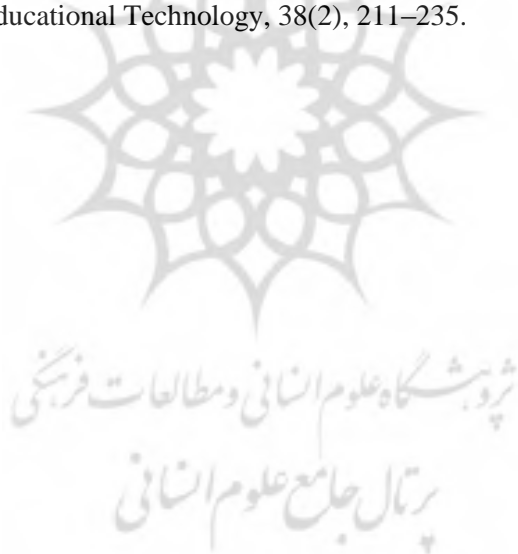 ducational Technology, 38(2), 211–235.
پژوهشگاه علوم انسانی و مطالعات فرهنگی
پرتال جامع علوم انسانی